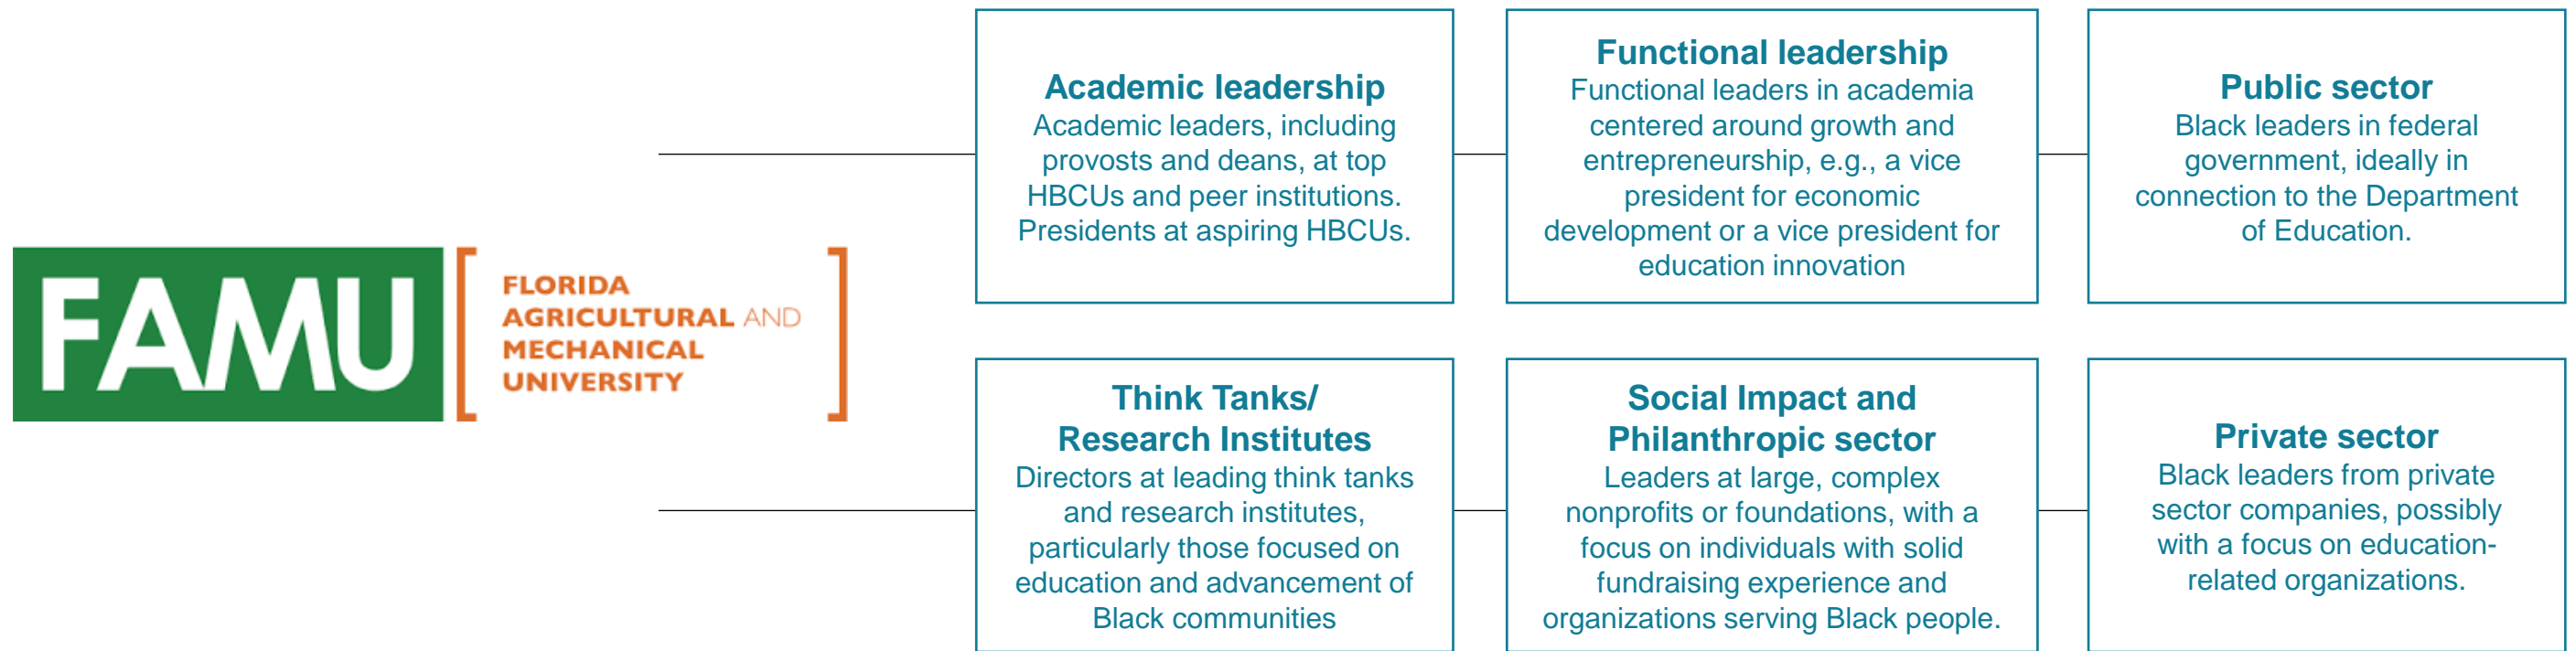 FAMU
FLORIDA
AGRICULTURAL AND
MECHANICAL
UNIVERSITY
Academic leadership
Academic leaders, including
provosts and deans, at top
HBCUs and peer institutions.
Presidents at aspiring HBCUs.
Functional leadership
Functional leaders in academia
centered around growth and
entrepreneurship, e.g., a vice
president for economic
development or a vice president for
education innovation
Public sector
Black leaders in federal
government, ideally in
connection to the Department
of Education.
Think Tanks/
Research Institutes
Directors at leading think tanks
and research institutes,
particularly those focused on
education and advancement of
Black communities
Social Impact and
Philanthropic sector
Leaders at large, complex
nonprofits or foundations, with a
focus on individuals with solid
fundraising experience and
organizations serving Black people.
Private sector
Black leaders from private
sector companies, possibly
with a focus on education-
related organizations.